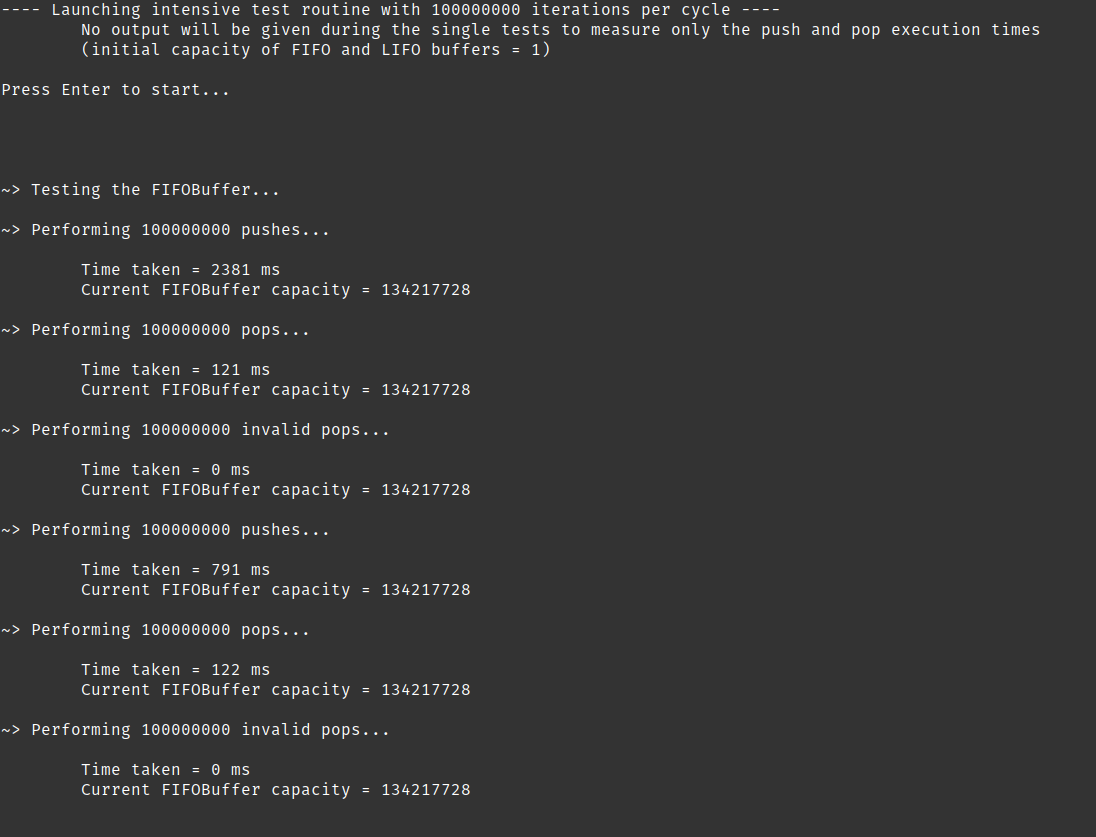 ---- Launching intensive test routine with 100000000 iterations per cycle ----
No output will be given during the single tests to measure only the push and pop execution times
(initial capacity of FIFO and LIFO buffers = 1)
Press Enter to start...
~> Testing the FIFOBuffer...
~> Performing 100000000 pushes...
Time taken = 2381 ms
Current FIFOBuffer capacity = 134217728
~> Performing 100000000 pops...
Time taken = 121 ms
Current FIFOBuffer capacity = 134217728
~> Performing 100000000 invalid pops...
Time taken = 0 ms
Current FIFOBuffer capacity = 134217728
~> Performing 100000000 pushes...
Time taken = 791 ms
Current FIFOBuffer capacity = 134217728
~> Performing 100000000 pops...
Time taken = 122 ms
Current FIFOBuffer capacity = 134217728
~> Performing 100000000 invalid pops...
Time taken = 0 ms
Current FIFOBuffer capacity = 134217728